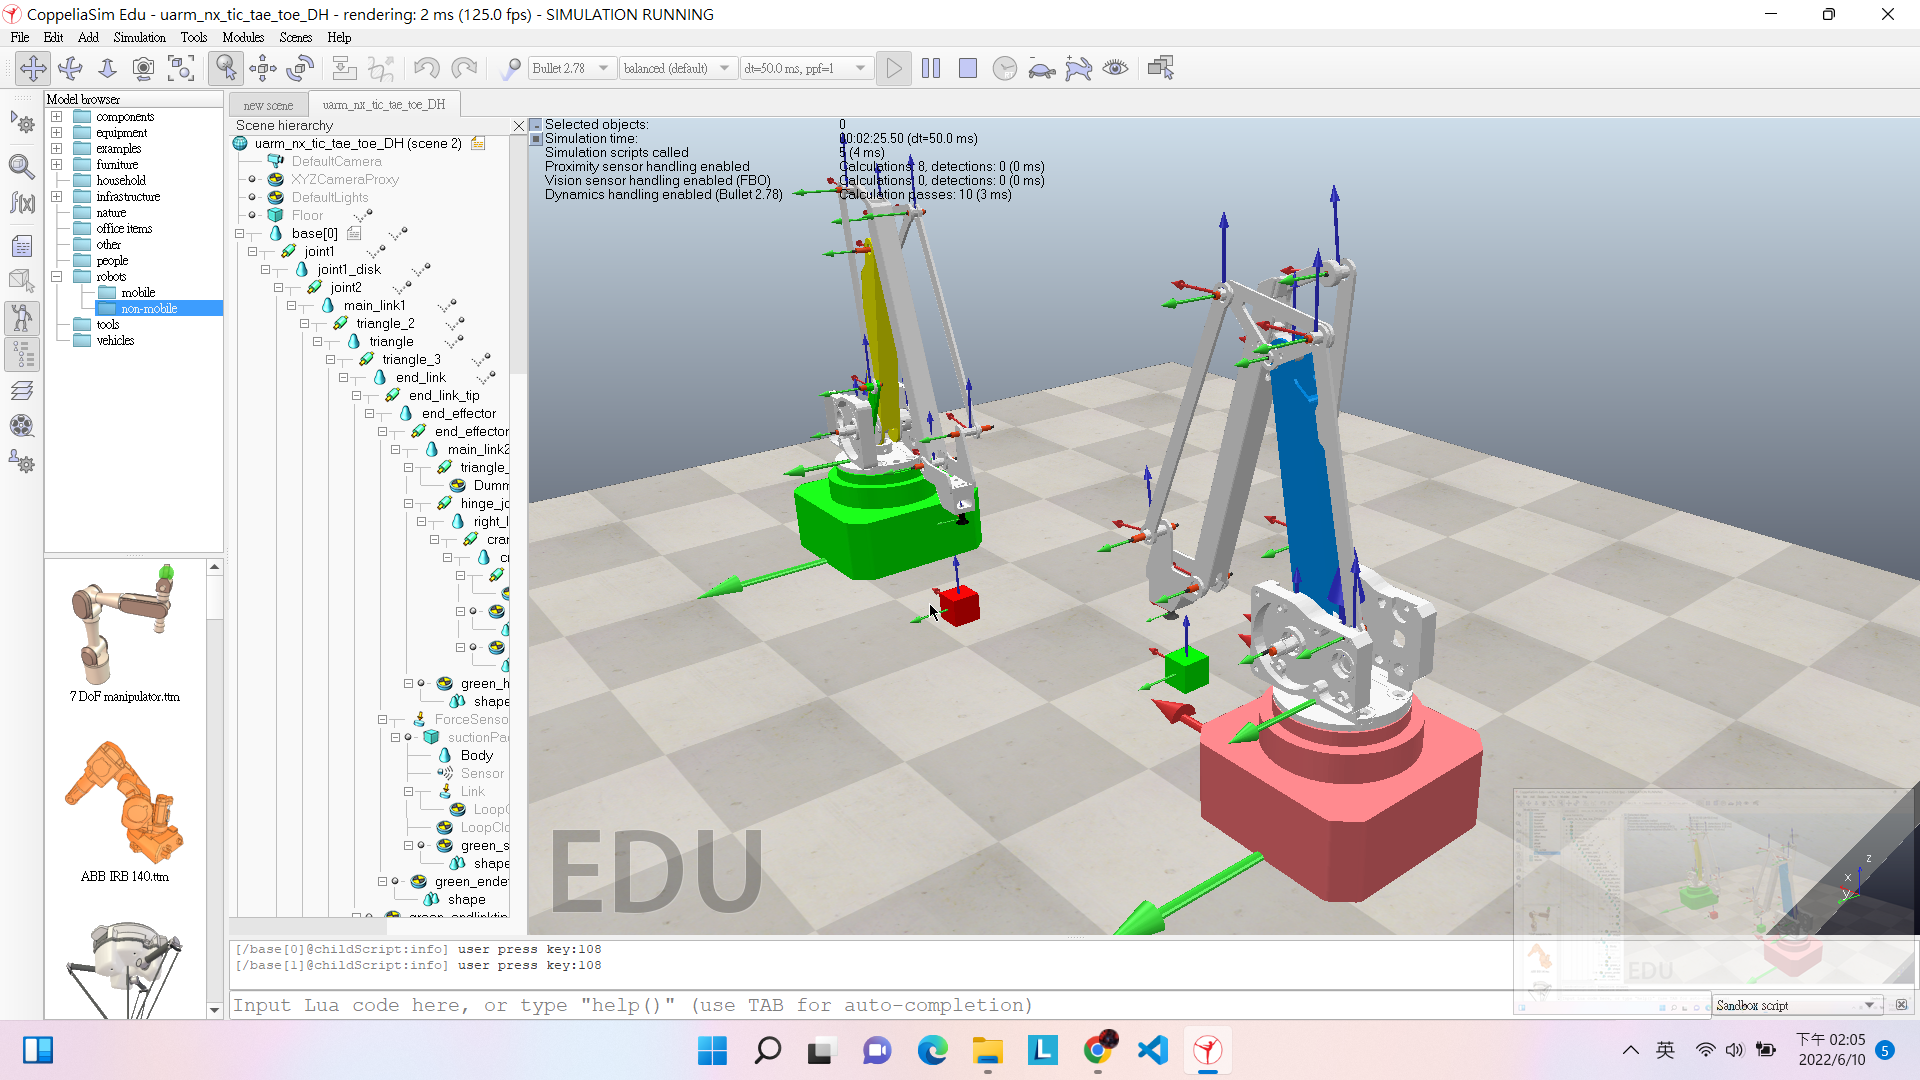 CoppeliaSim Edu - uarm_nx_tic_tae_toe_DH - rendering: 2 ms (125.0 fps) - SIMULATION RUNNING
File Edit Add Simulation Tools Modules Scenes Help
Bullet 2.78 balanced (default) dt=50.0 ms, ppf=1
Model browser
components
equipment
examples
furniture
household
infrastructure
nature
office items
other
people
robots
mobile
non-mobile
tools
vehicles
7 DoF manipulator.ttm
ABB IRB 140.ttm
new scene uarm_nx_tic_tae_toe_DH
Scene hierarchy
uarm_nx_tic_tae_toe_DH (scene 2)
DefaultCamera
XYZCameraProxy
DefaultLights
Floor
base[0]
joint1
joint1_disk
joint2
main_link1
triangle_2
triangle
triangle_3
end_link
end_link_tip
end_effector
end_effector
main_link2
triangle_
Dumm
hinge_jo
right_l
cran
green_h
shape
ForceSenso
suctionPa
Body
Sensor
Link
LoopC
LoopClo
green_s
shape
green_endef
shape
Selected objects: 0
Simulation time: 00:02:25.50 (dt=50.0 ms)
Simulation scripts called 5 (4 ms)
Proximity sensor handling enabled Calculations: 8, detections: 0 (0 ms)
Vision sensor handling enabled (FBO) Calculations: 0, detections: 0 (0 ms)
Dynamics handling enabled (Bullet 2.78) Calculation passes: 10 (3 ms)
EDU
x
y
z
[/base[0]@childScript:info] user press key:108
[/base[1]@childScript:info] user press key:108
Input Lua code here, or type "help()" (use TAB for auto-completion)
Sandbox script
EDU
英
下午 02:05
2022/6/10
5